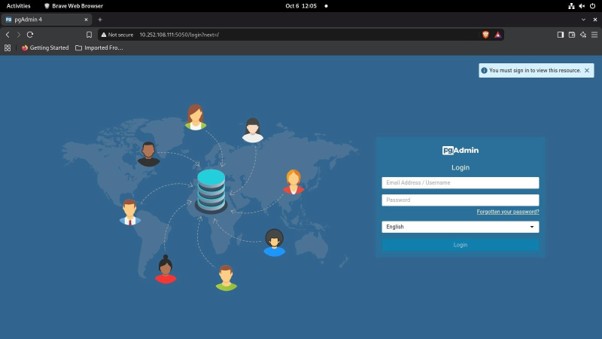 Activities
Brave Web Browser
Oct 6 12:05
pgAdmin 4
Not secure
10.252.108.111:5050/login?next=/
Getting Started
Imported Fro...
You must sign in to view this resource.
pgAdmin
Login
Email Address / Username
Password
Forgotten your password?
English
Login